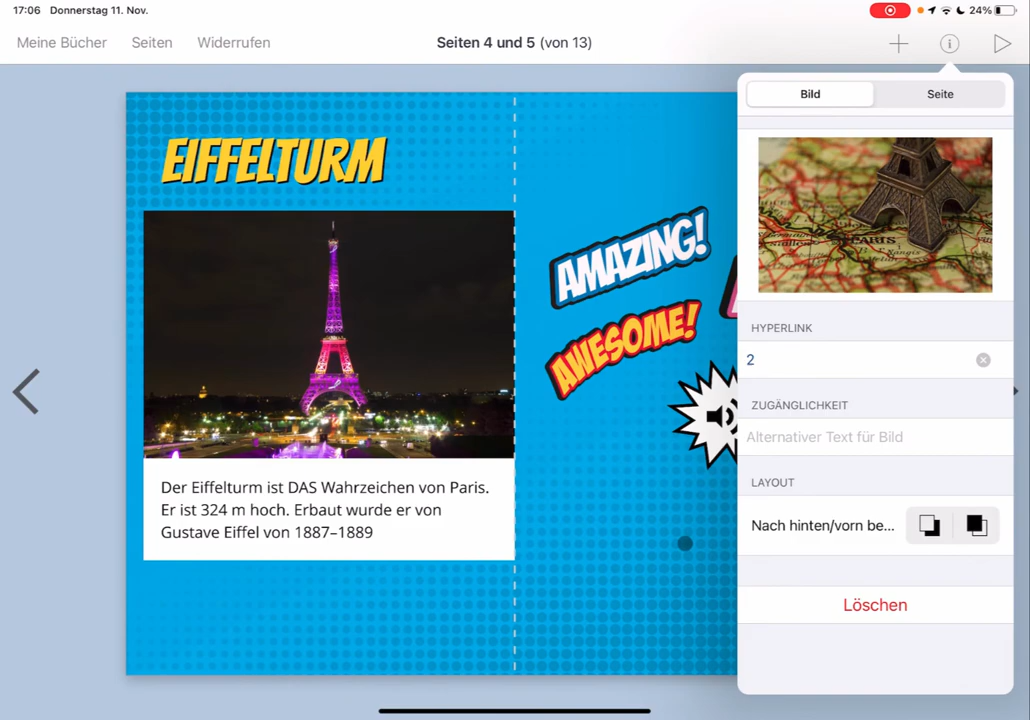 17:06 Donnerstag 11. Nov.
24%
Meine Bücher Seiten Widerrufen Seiten 4 und 5 (von 13)
Bild Seite
EIFFELTURM
PARIS
AMAZING!
AWESOME!
HYPERLINK
2
ZUGÄNGLICHKEIT
Alternativer Text für Bild
LAYOUT
Nach hinten/vorn be...
Löschen
Der Eiffelturm ist DAS Wahrzeichen von Paris.
Er ist 324 m hoch. Erbaut wurde er von
Gustave Eiffel von 1887–1889